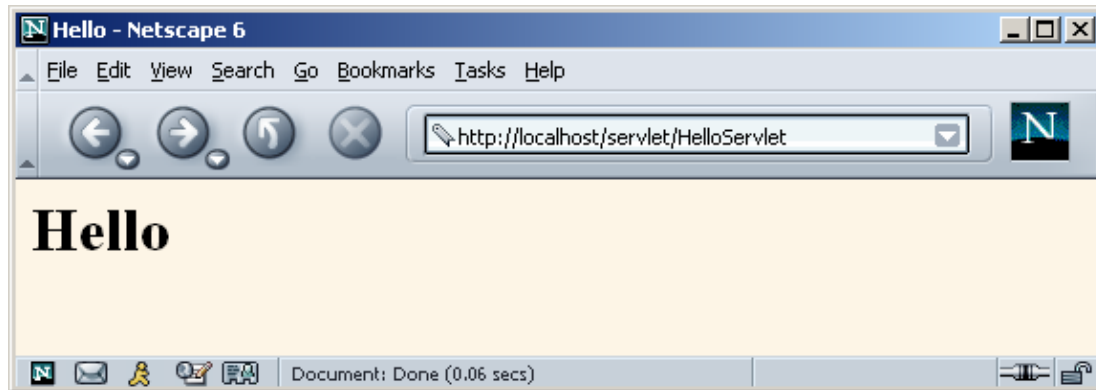 Hello - Netscape 6
File Edit View Search Go Bookmarks Tasks Help
http://localhost/servlet/HelloServlet
N
Hello
N
Document: Done (0.06 secs)